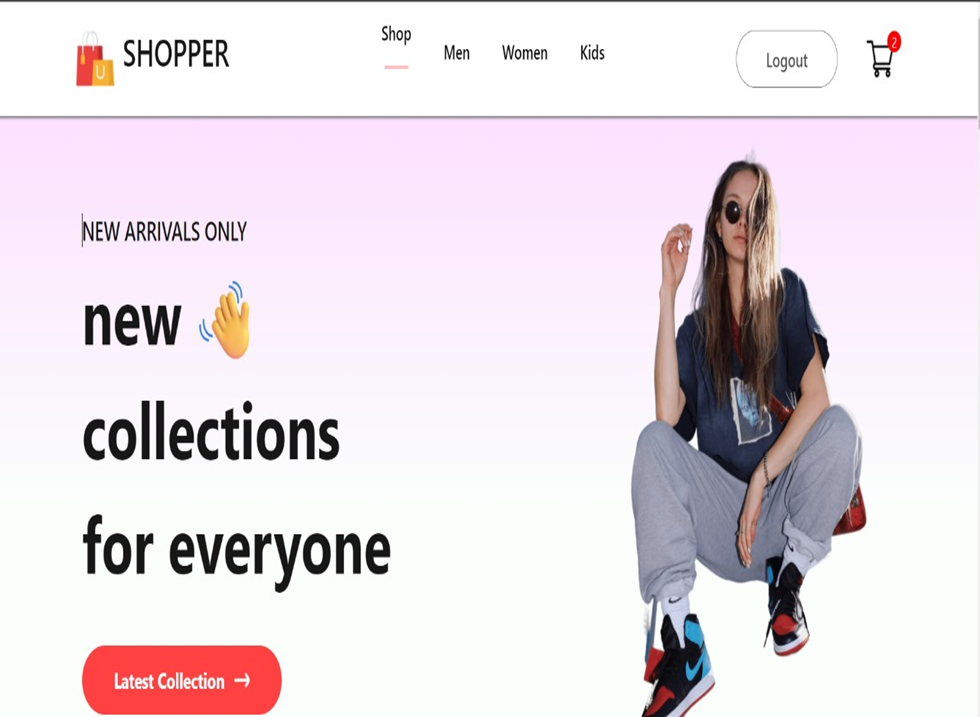 SHOPPER
Shop
Men
Women
Kids
Logout
2
NEW ARRIVALS ONLY
new 👋
collections
for everyone
Latest Collection →